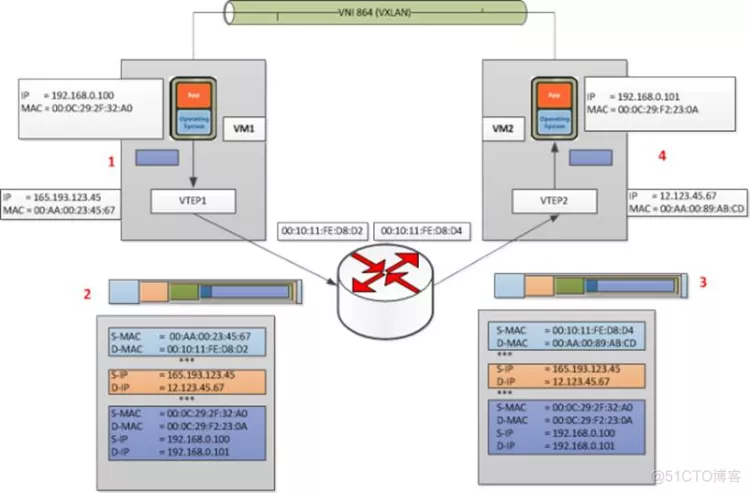 VNI 864 (VXLAN)
IP = 192.168.0.100
MAC = 00:0C:29:2F:32:A0
App
Operating
System
VM1
1
IP = 165.193.123.45
MAC = 00:AA:00:23:45:67
VTEP1
VM2
App
Operating
System
IP = 192.168.0.101
MAC = 00:0C:29:F2:23:0A
4
VTEP2
IP = 12.123.45.67
MAC = 00:AA:00:89:AB:CD
00:10:11:FE:D8:D2
00:10:11:FE:D8:D4
2
S-MAC = 00:AA:00:23:45:67
D-MAC = 00:10:11:FE:D8:D2
***
S-IP = 165.193.123.45
D-IP = 12.123.45.67
***
S-MAC = 00:0C:29:2F:32:A0
D-MAC = 00:0C:29:F2:23:0A
S-IP = 192.168.0.100
D-IP = 192.168.0.101
3
S-MAC = 00:10:11:FE:D8:D4
D-MAC = 00:AA:00:89:AB:CD
***
S-IP = 165.193.123.45
D-IP = 12.123.45.67
***
S-MAC = 00:0C:29:2F:32:A0
D-MAC = 00:0C:29:F2:23:0A
S-IP = 192.168.0.100
D-IP = 192.168.0.101
@51CTO博客